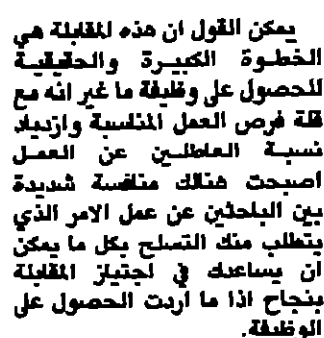 يمكن القول ان هذه المقابلة هي
الخطوة الكبيرة والحقيقية
للحصول على وظيفة ما غير انه مع
قلة فرص العمل المناسبة وازدياد
نسبة العاطلين عن العمل
اصبحت هنالك منافسة شديدة
بين الباحثين عن عمل الامر الذي
يتطلب منك التسلح بكل ما يمكن
ان يساعدك في اجتياز المقابلة
بنجاح اذا ما اردت الحصول على
الوظيفة.